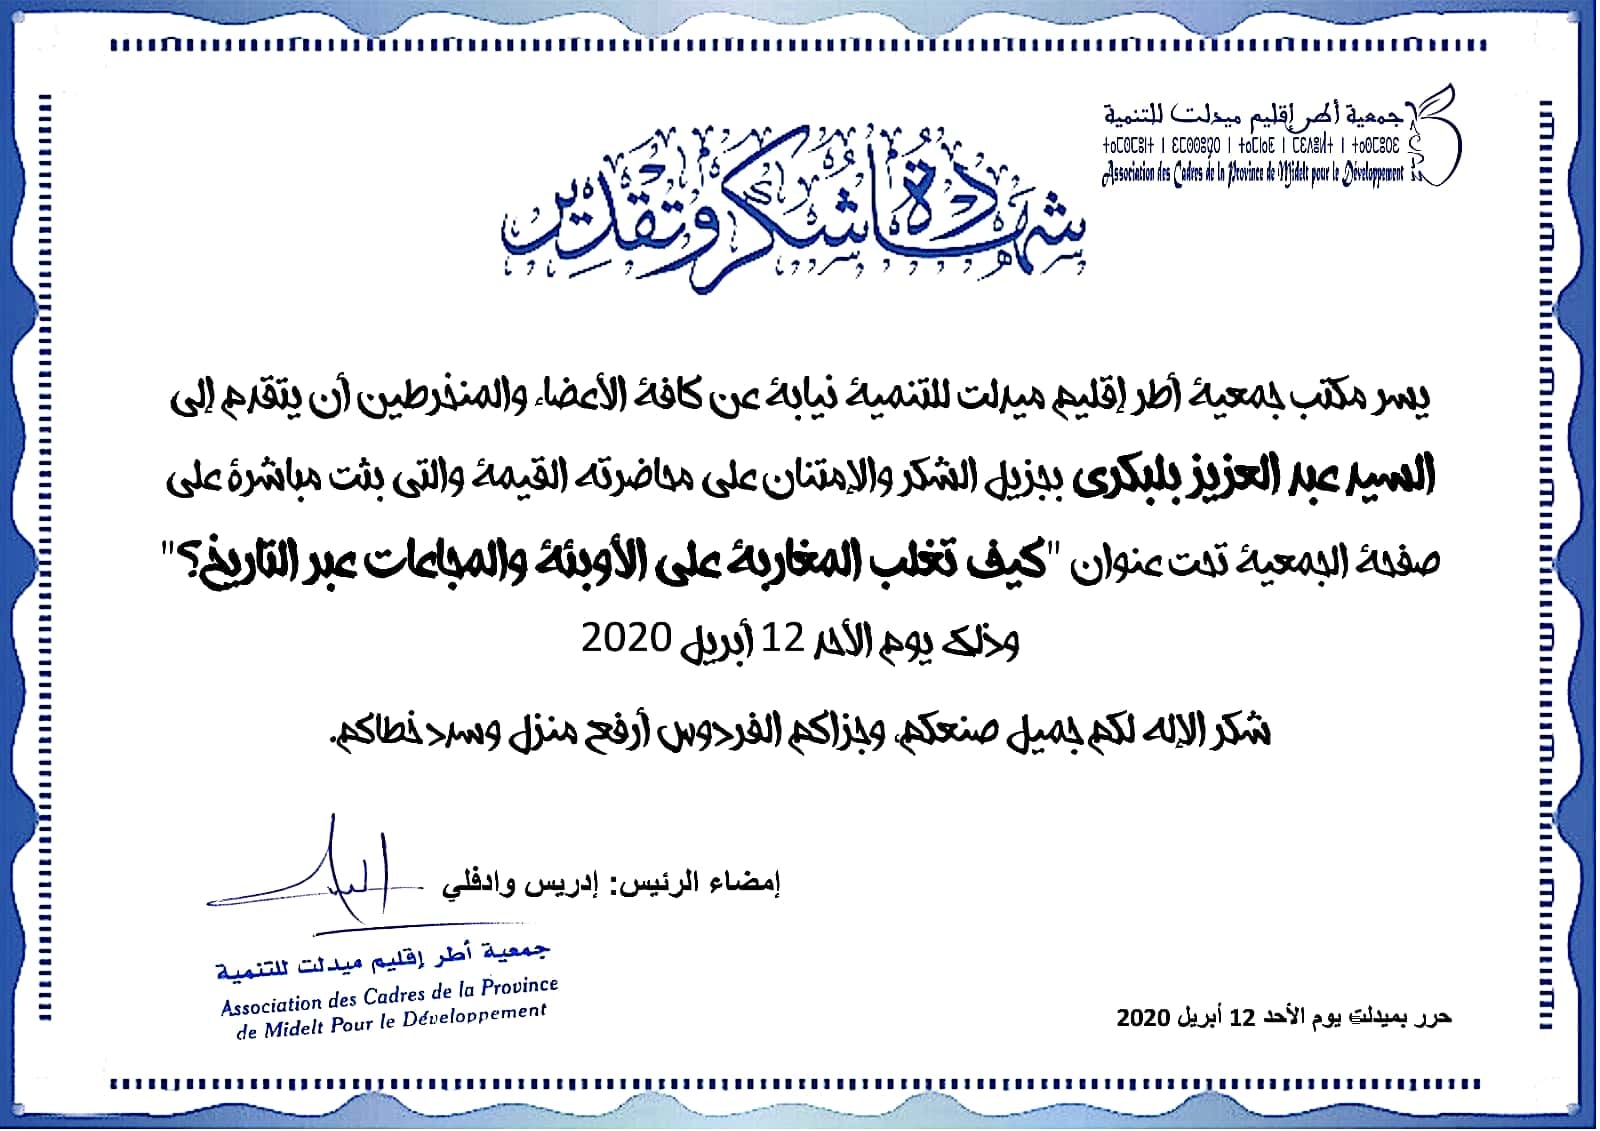 جمعية أطر إقليم ميدلت للتنمية
ⵜⴰⵎⵙⵎⵓⵏⵜ ⵏ ⵉⵎⵙⵙⵓⵖⵔ ⵏ ⵜⴰⵎⵏⴰⴹ ⵏ ⵎⵉⴷⵍⵜ ⵏ ⵜⴰⵙⵎⵓⵔⵉ
Association des Cadres de la Province de Midelt pour le Développement
شهادة شكر وتقدير
يسر مكتب جمعية أطر إقليم ميدلت للتنمية نيابة عن كافة الأعضاء والمنخرطين أن يتقدم إلى
السيد عبد العزيز بلبكري بجزيل الشكر والإمتنان على محاضرته القيمة والتي بثت مباشرة على
صفحة الجمعية تحت عنوان "كيف تغلب المغاربة على الأوبئة والمجاعات عبر التاريخ؟"
وذلك يوم الأحد 12 أبريل 2020
شكر الإله لكم جميل صنعكم، وجزاكم الفردوس أرفع منزل وسدد خطاكم.
إمضاء الرئيس: إدريس وادفلي
جمعية أطر إقليم ميدلت للتنمية
Association des Cadres de la Province
de Midelt Pour le Développement
حرر بميدلت يوم الأحد 12 أبريل 2020